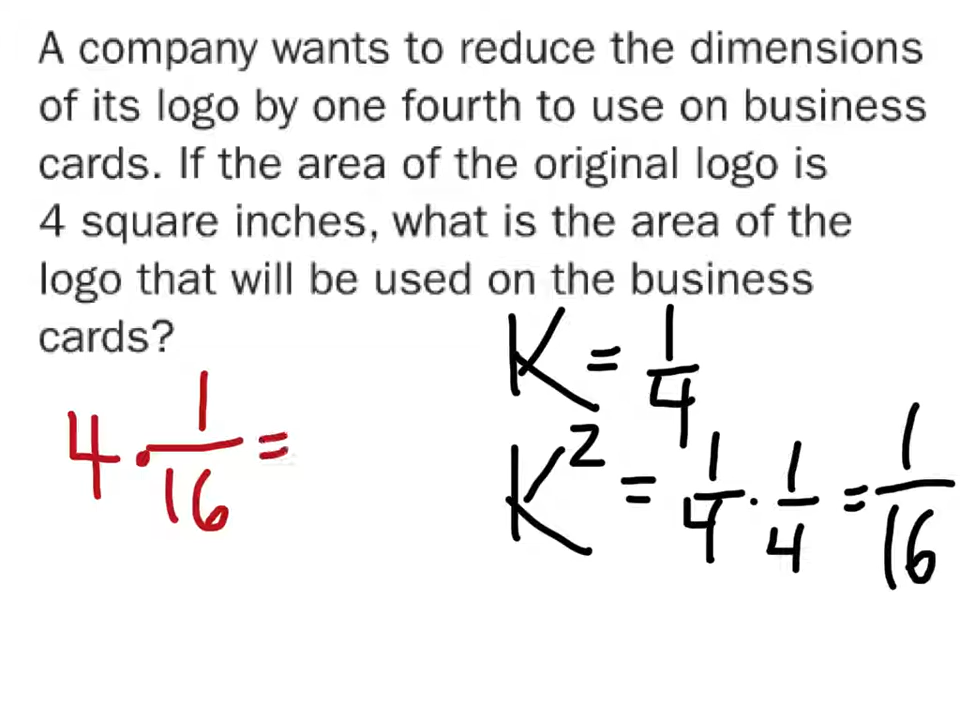 A company wants to reduce the dimensions
of its logo by one fourth to use on business
cards. If the area of the original logo is
4 square inches, what is the area of the
logo that will be used on the business
cards?
K = 1/4
4 · 1/16 =
K² = 1/4 · 1/4 = 1/16